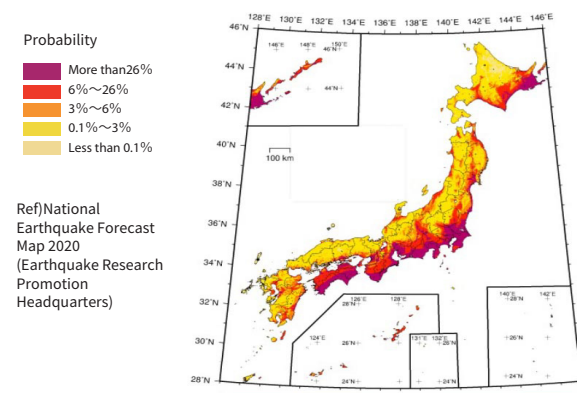 128°E 130°E 132°E 134°E 136°E 138°E 140°E 142°E 144°E 146°E
46°N
44°N
42°N
40°N
38°N
36°N
34°N
32°N
30°N
28°N
146°E 148°E 150°E
44°N
Probability
More than26%
6%～26%
3%～6%
0.1%～3%
Less than 0.1%
100 km
Ref)National
Earthquake Forecast
Map 2020
(Earthquake Research
Promotion
Headquarters)
126°E 128°E
28°N
124°E
26°N
24°N
131°E 132°E
26°N
24°N
140°E 142°E
28°N
26°N
24°N